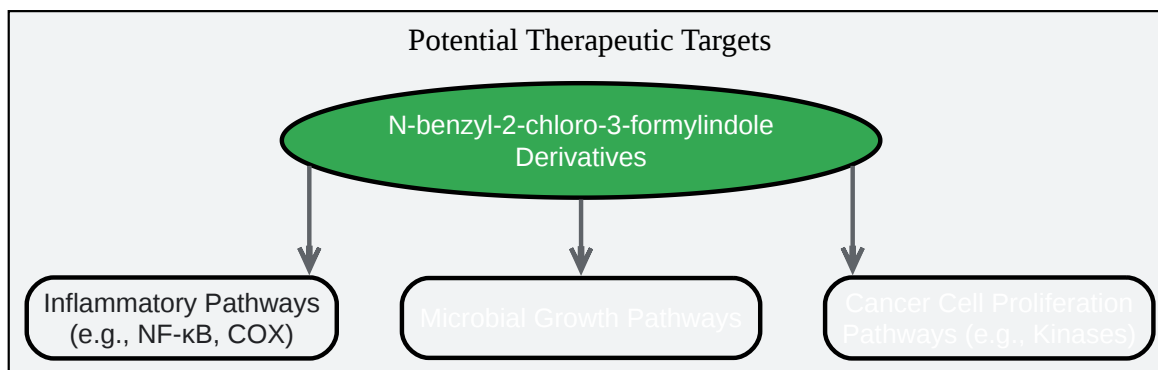 Potential Therapeutic Targets
N-benzyl-2-chloro-3-formylindole
Derivatives
Inflammatory Pathways
(e.g., NF-κB, COX)
Microbial Growth Pathways
Cancer Cell Proliferation
Pathways (e.g., Kinases)